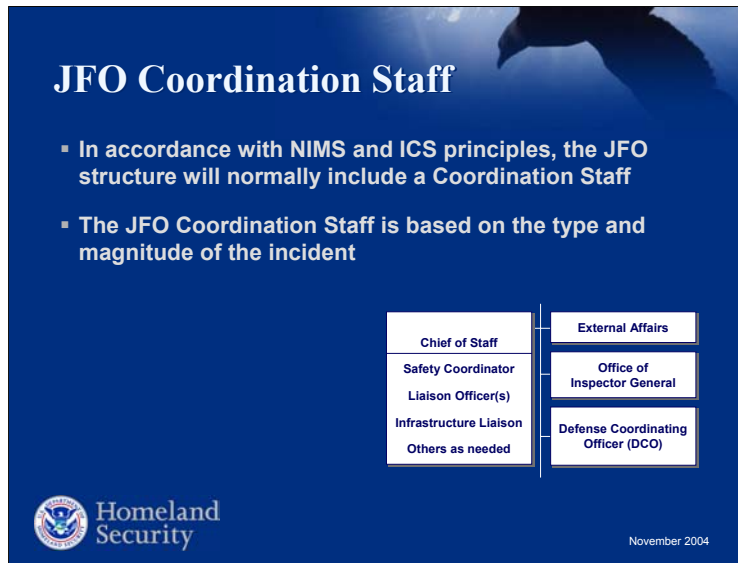 JFO Coordination Staff
▪ In accordance with NIMS and ICS principles, the JFO
structure will normally include a Coordination Staff
▪ The JFO Coordination Staff is based on the type and
magnitude of the incident
Chief of Staff
Safety Coordinator
Liaison Officer(s)
Infrastructure Liaison
Others as needed
External Affairs
Office of
Inspector General
Defense Coordinating
Officer (DCO)
Homeland
Security
November 2004